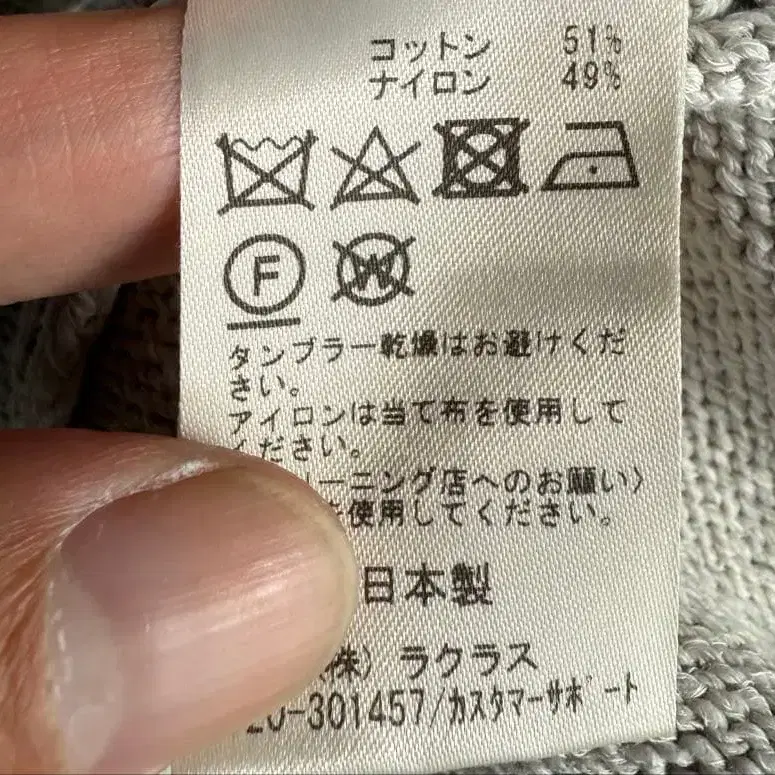 コットン 51%
ナイロン 49%
F W
タンブラー乾燥はお避けくだ
さい。
アイロンは当て布を使用して
ください。
ーニング店へのお願い〉
使用してください。
日本製
(株) ラクラス
20-301457/カスタマーサポート